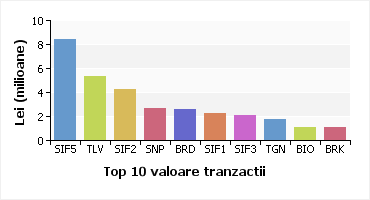 Lei (milioane)
10
8
6
4
2
0
SIF5 TLV SIF2 SNP BRD SIF1 SIF3 TGN BIO BRK
Top 10 valoare tranzactii